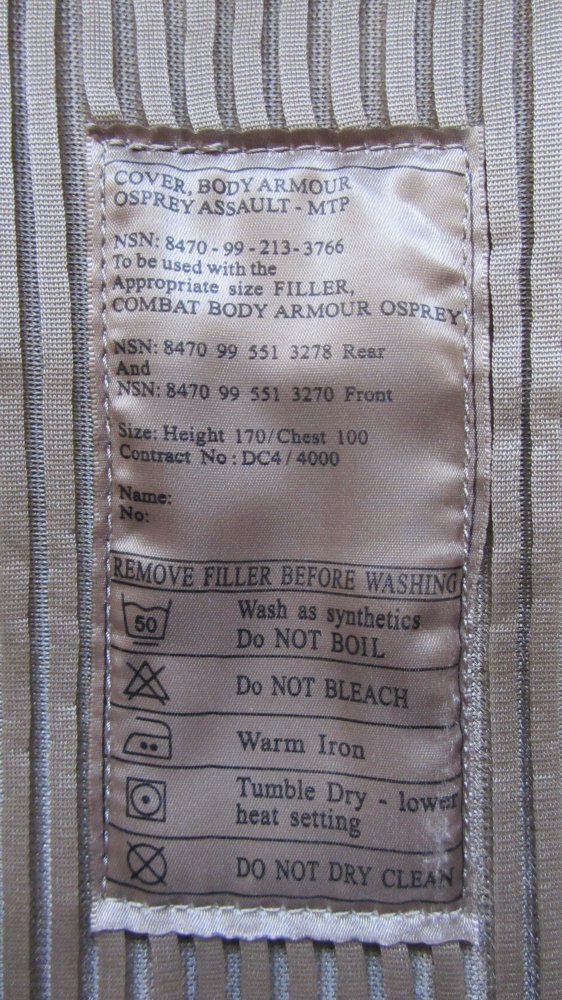 COVER, BODY ARMOUR
OSPREY ASSAULT - MTP
NSN: 8470 - 99 - 213 - 3766
To be used with the
Appropriate size FILLER,
COMBAT BODY ARMOUR OSPREY
NSN: 8470 99 551 3278 Rear
And
NSN: 8470 99 551 3270 Front
Size: Height 170/Chest 100
Contract No : DC4 / 4000
Name:
No:
REMOVE FILLER BEFORE WASHING
50 Wash as synthetics
Do NOT BOIL
Do NOT BLEACH
Warm Iron
Tumble Dry - lower
heat setting
DO NOT DRY CLEAN